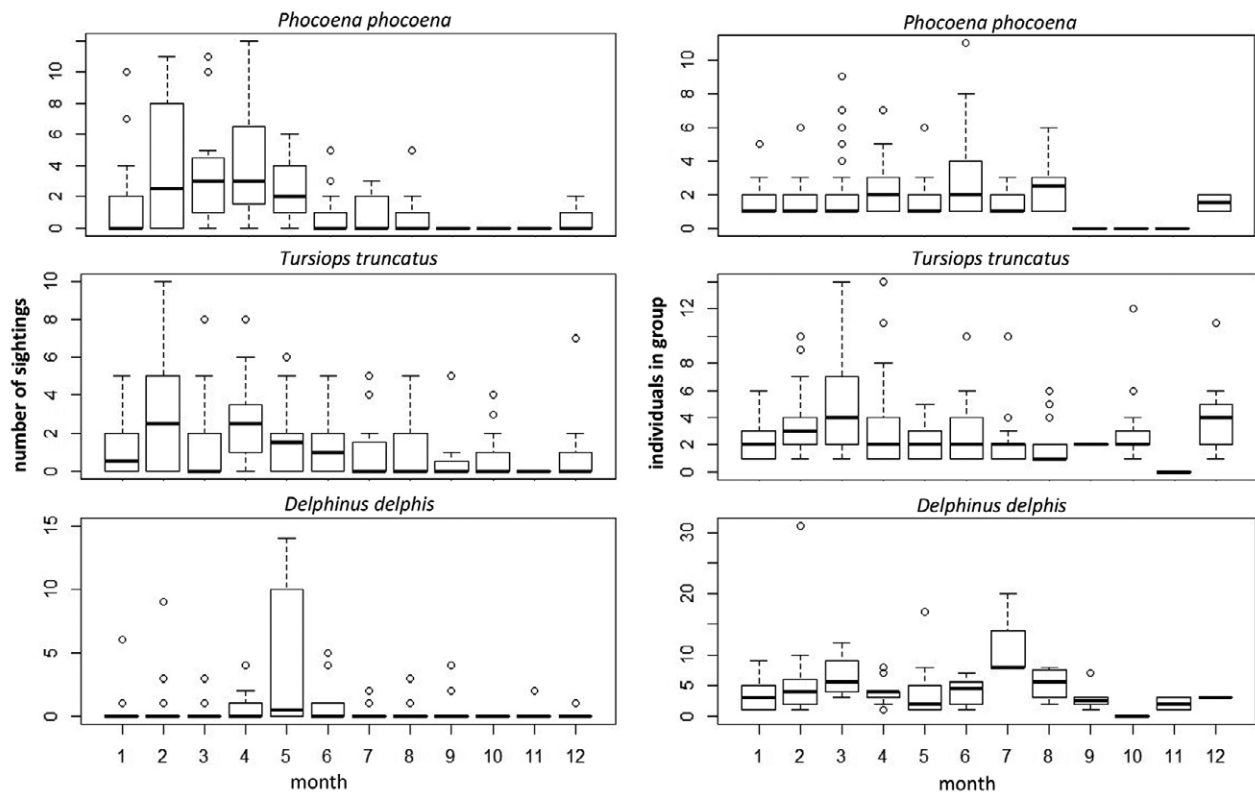 Phocoena phocoena
0 2 4 6 8 10
Phocoena phocoena
0 2 4 6 8 10
number of sightings
Tursiops truncatus
0 2 4 6 8 10
individuals in group
Tursiops truncatus
0 2 4 6 8 12
Delphinus delphis
0 5 10 15
1 2 3 4 5 6 7 8 9 10 11 12
month
Delphinus delphis
0 5 10 20 30
1 2 3 4 5 6 7 8 9 10 11 12
month